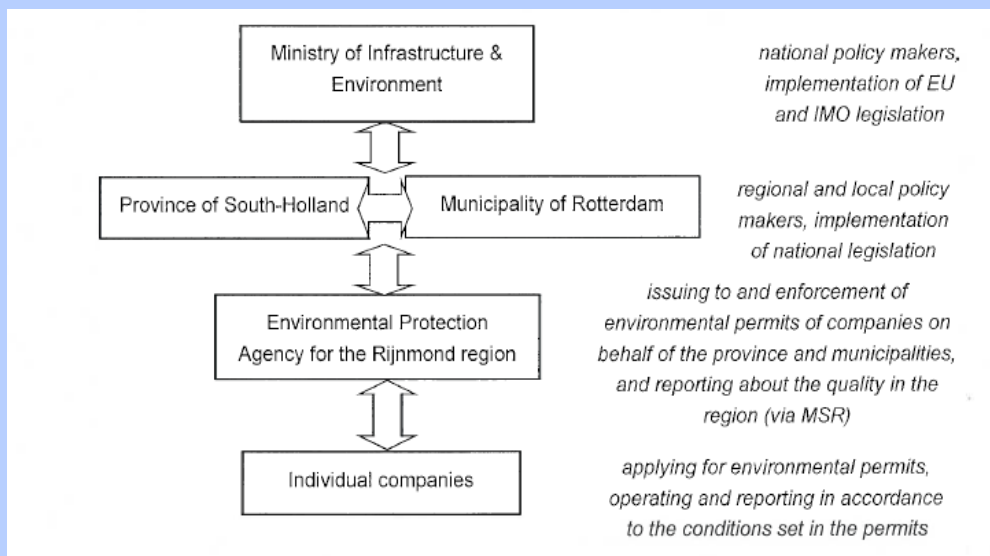 Ministry of Infrastructure &
Environment
national policy makers,
implementation of EU
and IMO legislation
Province of South-Holland
Municipality of Rotterdam
regional and local policy
makers, implementation
of national legislation
Environmental Protection
Agency for the Rijnmond region
issuing to and enforcement of
environmental permits of companies on
behalf of the province and municipalities,
and reporting about the quality in the
region (via MSR)
Individual companies
applying for environmental permits,
operating and reporting in accordance
to the conditions set in the permits